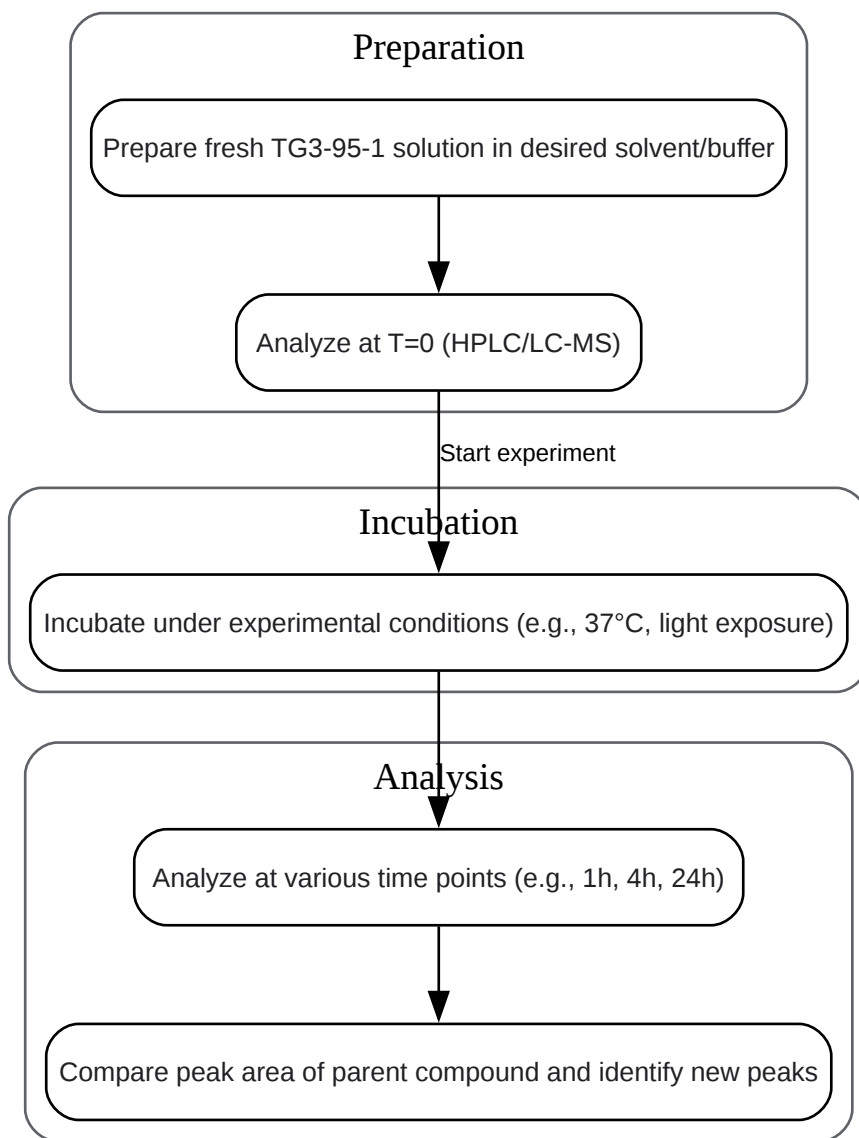 Preparation
Prepare fresh TG3-95-1 solution in desired solvent/buffer
Analyze at T=0 (HPLC/LC-MS)
Start experiment
Incubation
Incubate under experimental conditions (e.g., 37°C, light exposure)
Analysis
Analyze at various time points (e.g., 1h, 4h, 24h)
Compare peak area of parent compound and identify new peaks